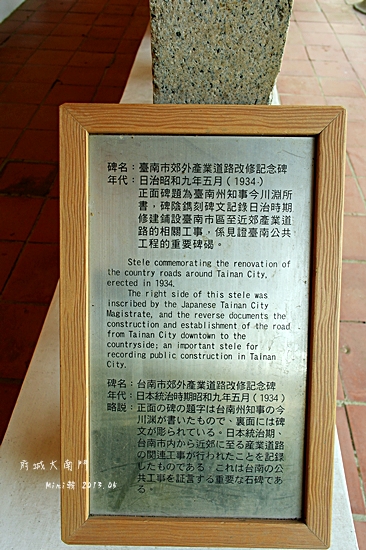 碑名：臺南市郊外產業道路改修記念碑
年代：日治昭和九年五月（1934）
正面碑題為臺南州知事今川淵所
書，碑陰鐫刻碑文記錄日治時期
修建鋪設臺南市區至近郊產業道
路的相關工事，係見證臺南公共
工程的重要碑碣。
Stele commemorating the renovation of
the country roads around Tainan City,
erected in 1934.
The right side of this stele was
inscribed by the Japanese Tainan City
Magistrate, and the reverse documents the
construction and establishment of the road
from Tainan City downtown to the
countryside; an important stele for
recording public construction in Tainan
City.
碑名：台南市郊外產業道路改修記念碑
年代：日本統治時期昭和九年五月（1934）
略説：正面の碑の題字は台南州知事の今
川淵が書いたもので、裏面には碑
文が彫られている。日本統治期、
台南市内から近郊に至る産業道路
の関連工事が行われたことを記録
したものである。これは台南の公
共工事を証言する重要な石碑であ
る。
府城大南門
Mini 2013.06